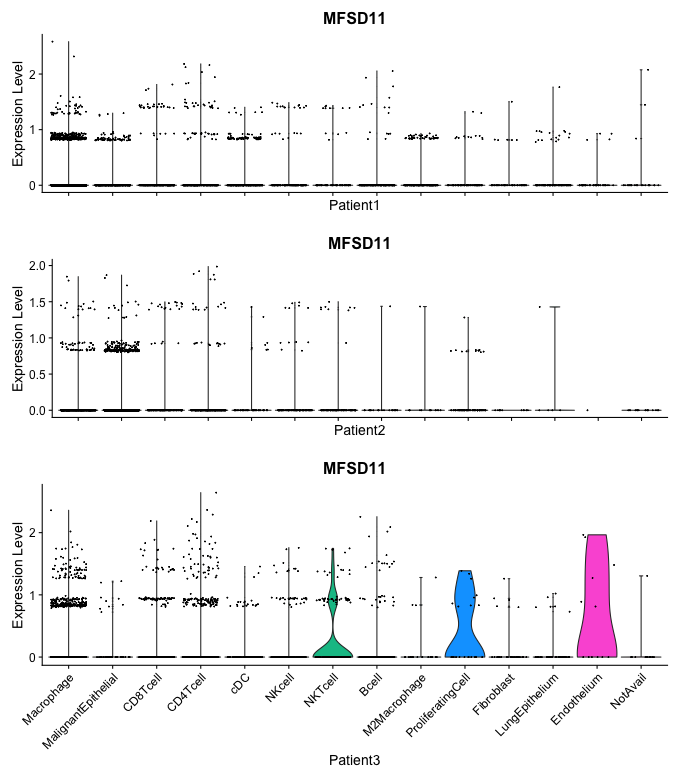 MFSD11
Expression Level
2
1
0
Patient1
MFSD11
Expression Level
2.0
1.5
1.0
0.5
0.0
Patient2
MFSD11
Expression Level
2
1
0
Macrophage
MalignantEpithelial
CD8Tcell
CD4Tcell
cDC
NKcell
NKTcell
Bcell
M2Macrophage
ProliferatingCell
Fibroblast
LungEpithelium
Endothelium
NotAvail
Patient3